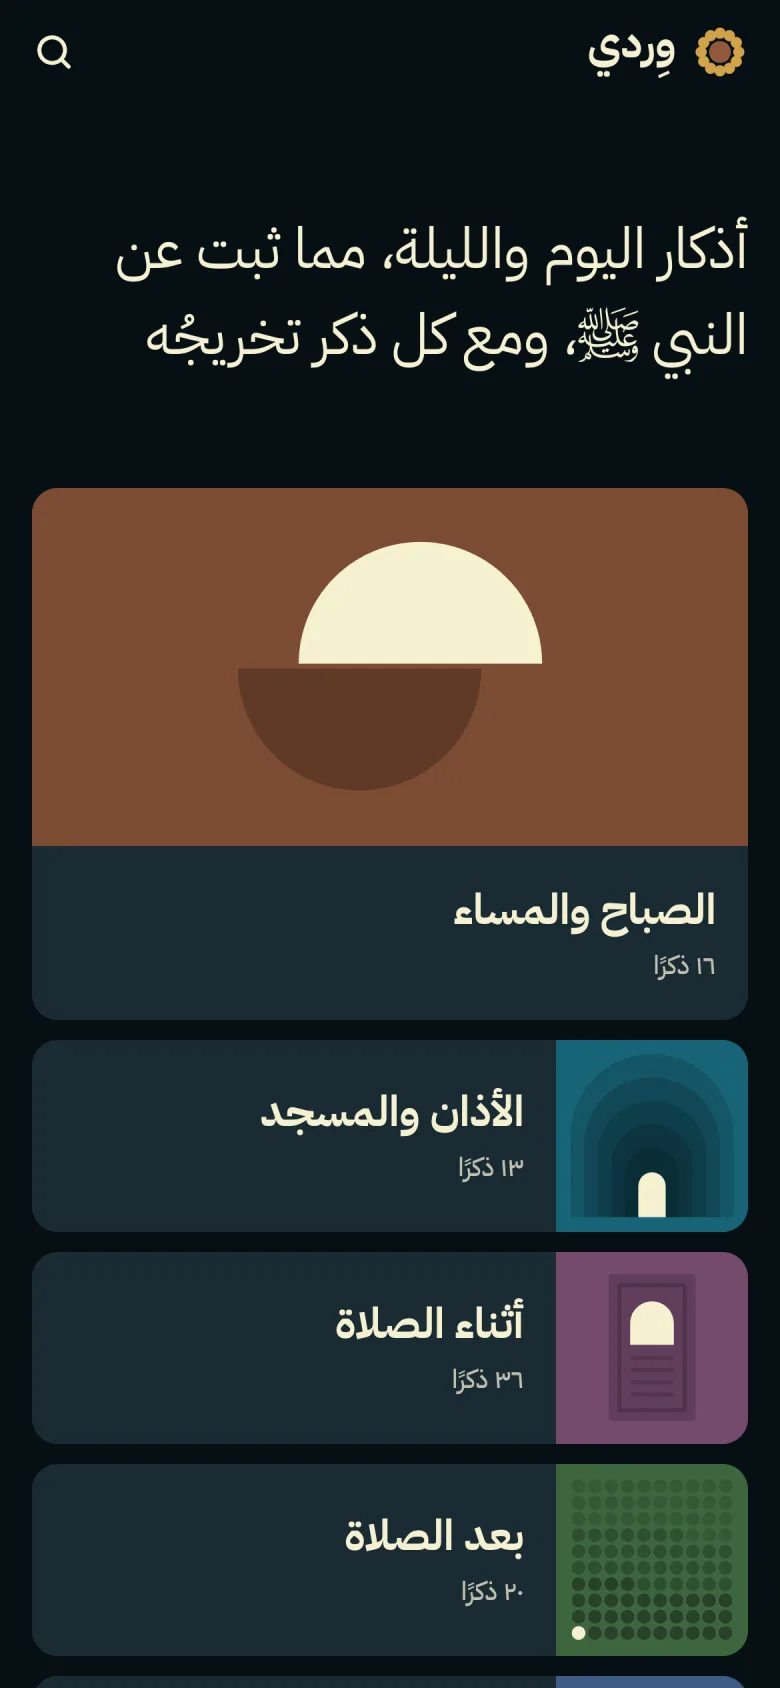 وِردي
أذكار اليوم والليلة، مما ثبت عن
النبي ﷺ، ومع كل ذكر تخريجُه
الصباح والمساء
١٦ ذكرًا
الأذان والمسجد
١٣ ذكرًا
أثناء الصلاة
٣٦ ذكرًا
بعد الصلاة
٢٠ ذكرًا